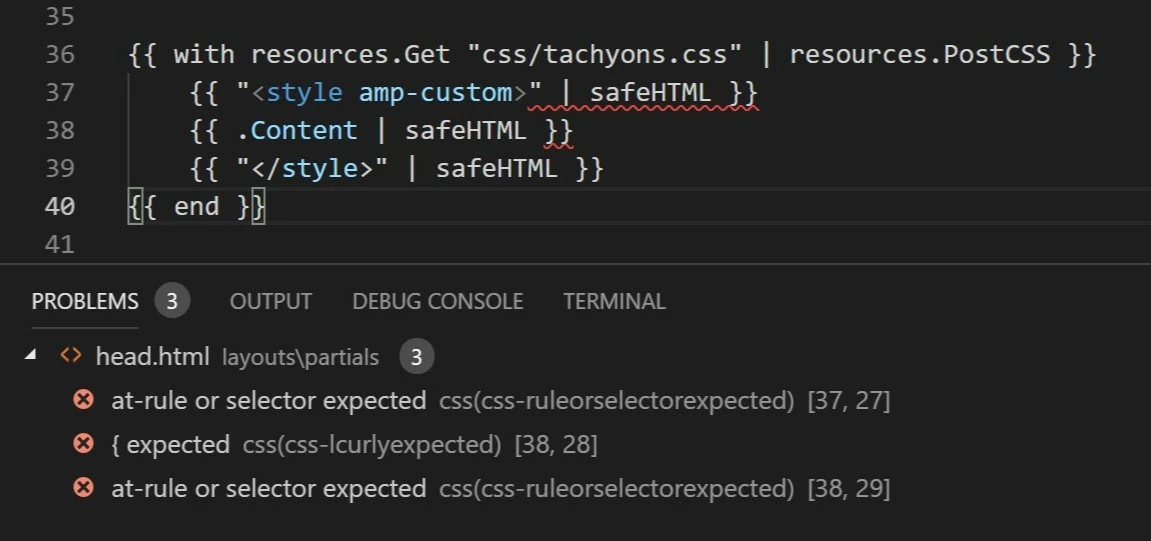 35
36 {{ with resources.Get "css/tachyons.css" | resources.PostCSS }}
37 {{ "<style amp-custom>" | safeHTML }}
38 {{ .Content | safeHTML }}
39 {{ "</style>" | safeHTML }}
40 {{ end }}
41
PROBLEMS 3 OUTPUT DEBUG CONSOLE TERMINAL
<> head.html layouts\partials 3
at-rule or selector expected css(css-ruleorselectorexpected) [37, 27]
{ expected css(css-lcurlyexpected) [38, 28]
at-rule or selector expected css(css-ruleorselectorexpected) [38, 29]